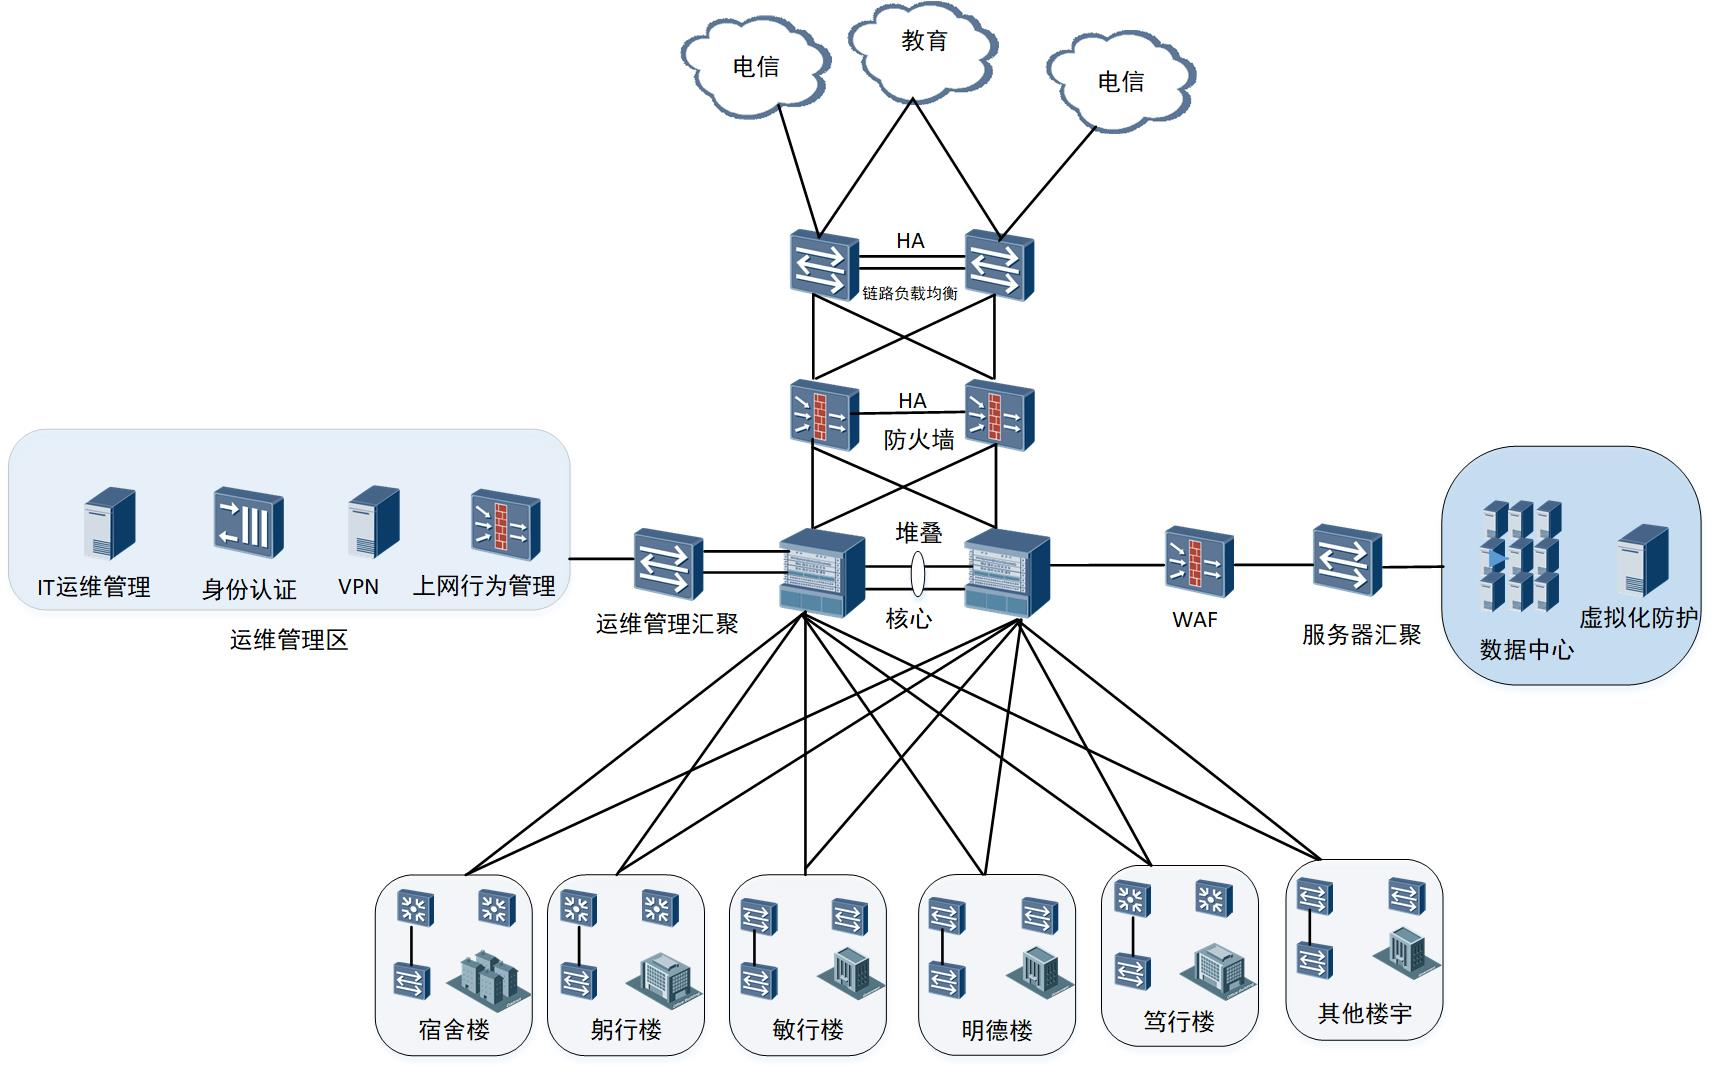 电信
教育
电信
HA
链路负载均衡
HA
防火墙
堆叠
核心
IT运维管理
身份认证
VPN
上网行为管理
运维管理区
运维管理汇聚
WAF
服务器汇聚
数据中心
虚拟化防护
宿舍楼
躬行楼
敏行楼
明德楼
笃行楼
其他楼宇